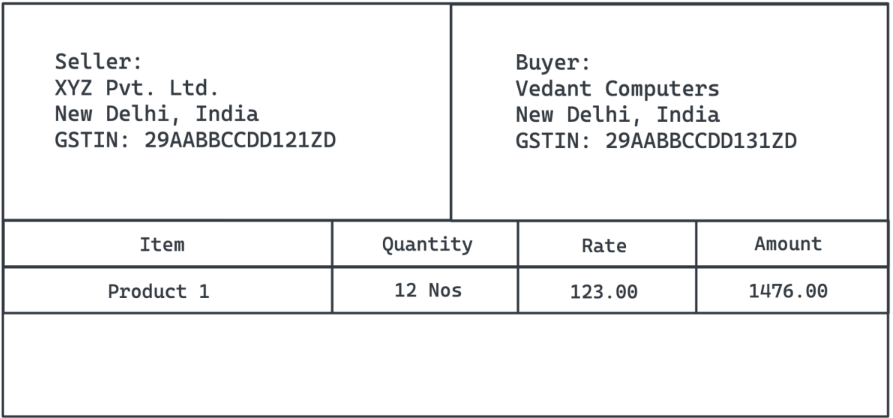 Seller:
XYZ Pvt. Ltd.
New Delhi, India
GSTIN: 29AABBCCDD121ZD
Buyer:
Vedant Computers
New Delhi, India
GSTIN: 29AABBCCDD131ZD
Item Quantity Rate Amount
Product 1 12 Nos 123.00 1476.00